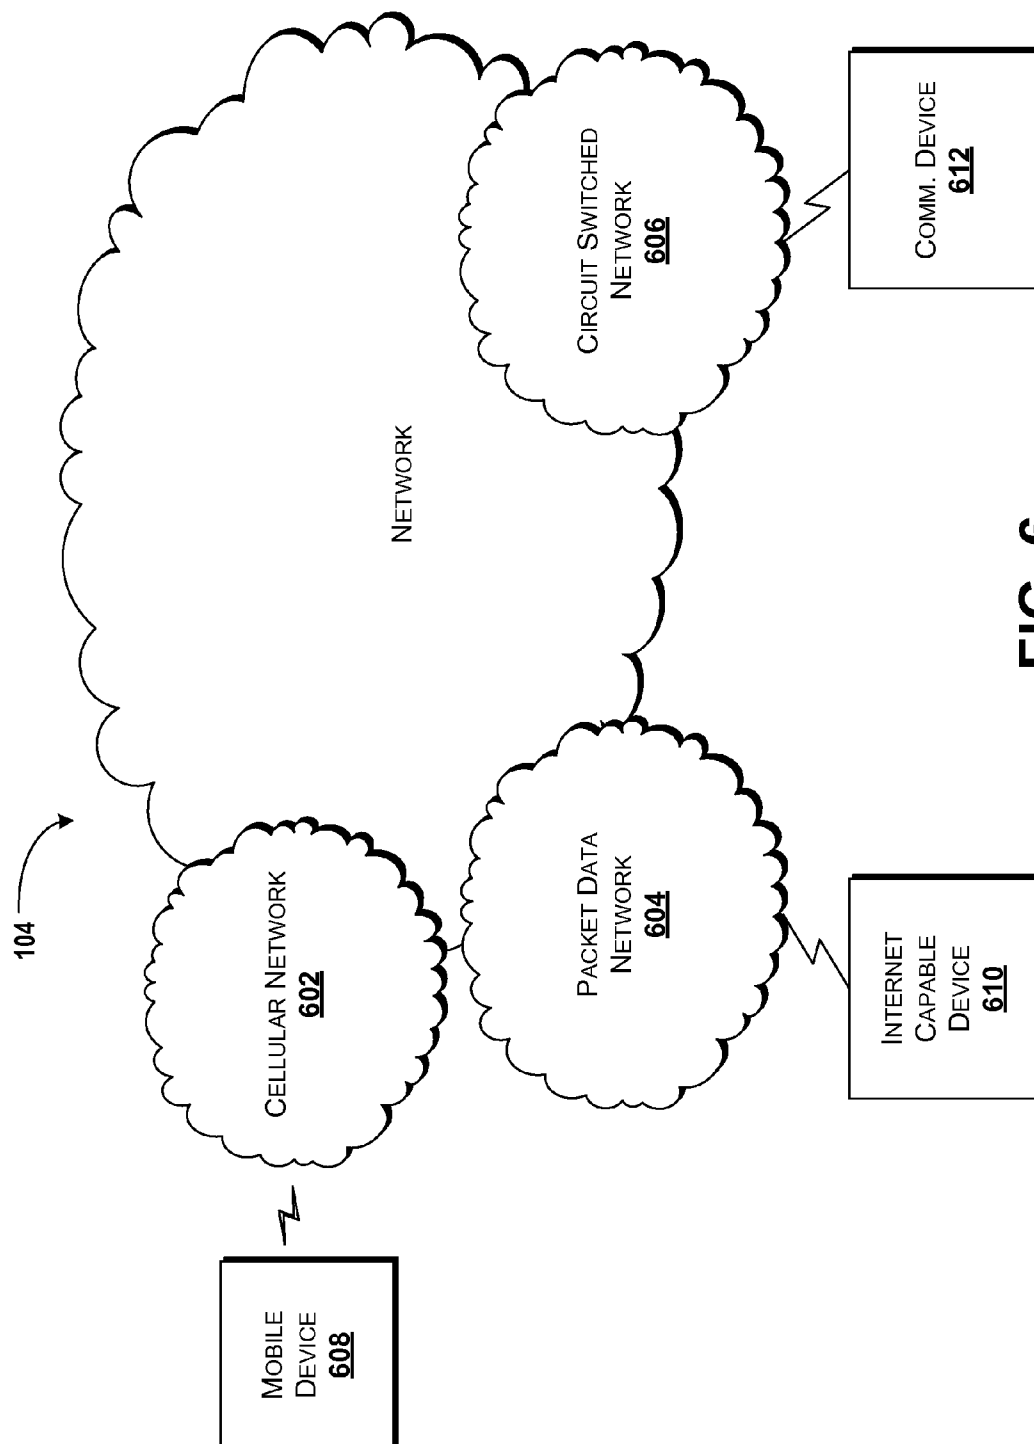 104
NETWORK
CELLULAR NETWORK
602
MOBILE
DEVICE
608
PACKET DATA
NETWORK
604
CIRCUIT SWITCHED
NETWORK
606
INTERNET
CAPABLE
DEVICE
610
COMM. DEVICE
612
FIG. 6